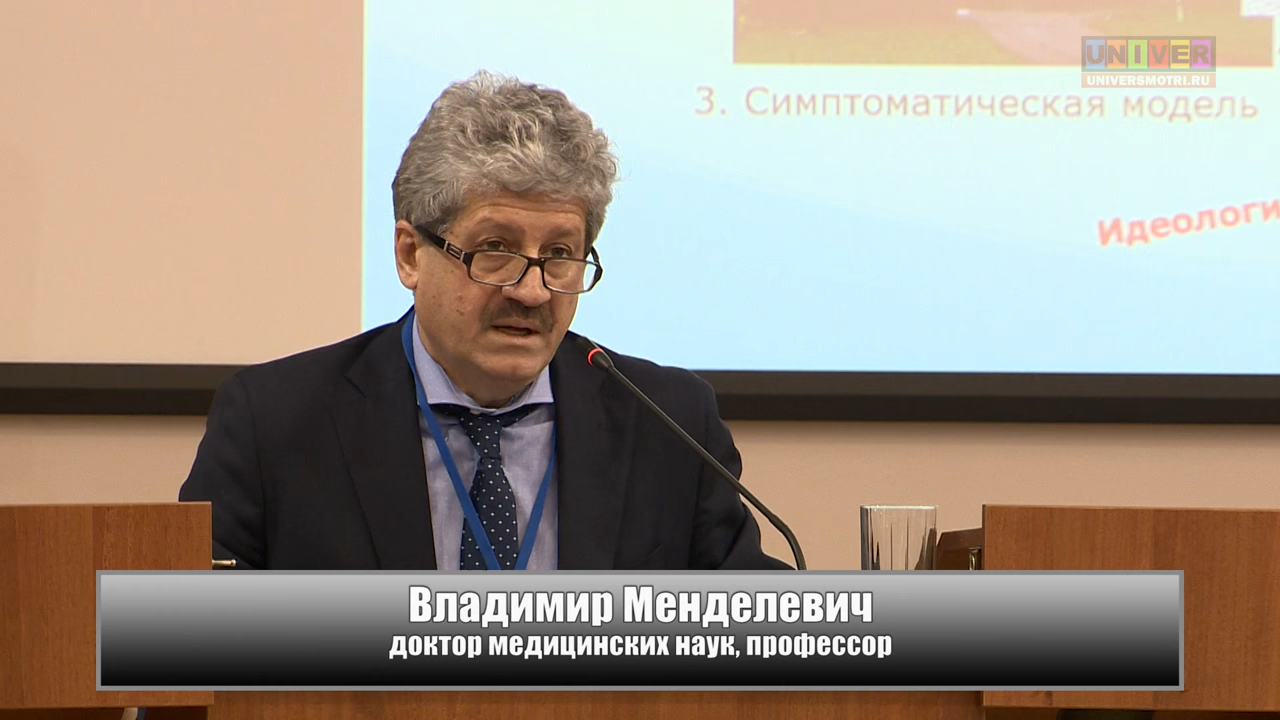 UNIVER
UNIVERSMOTRI.RU
3. Симптоматическая модель
Идеологи
Владимир Менделевич
доктор медицинских наук, профессор